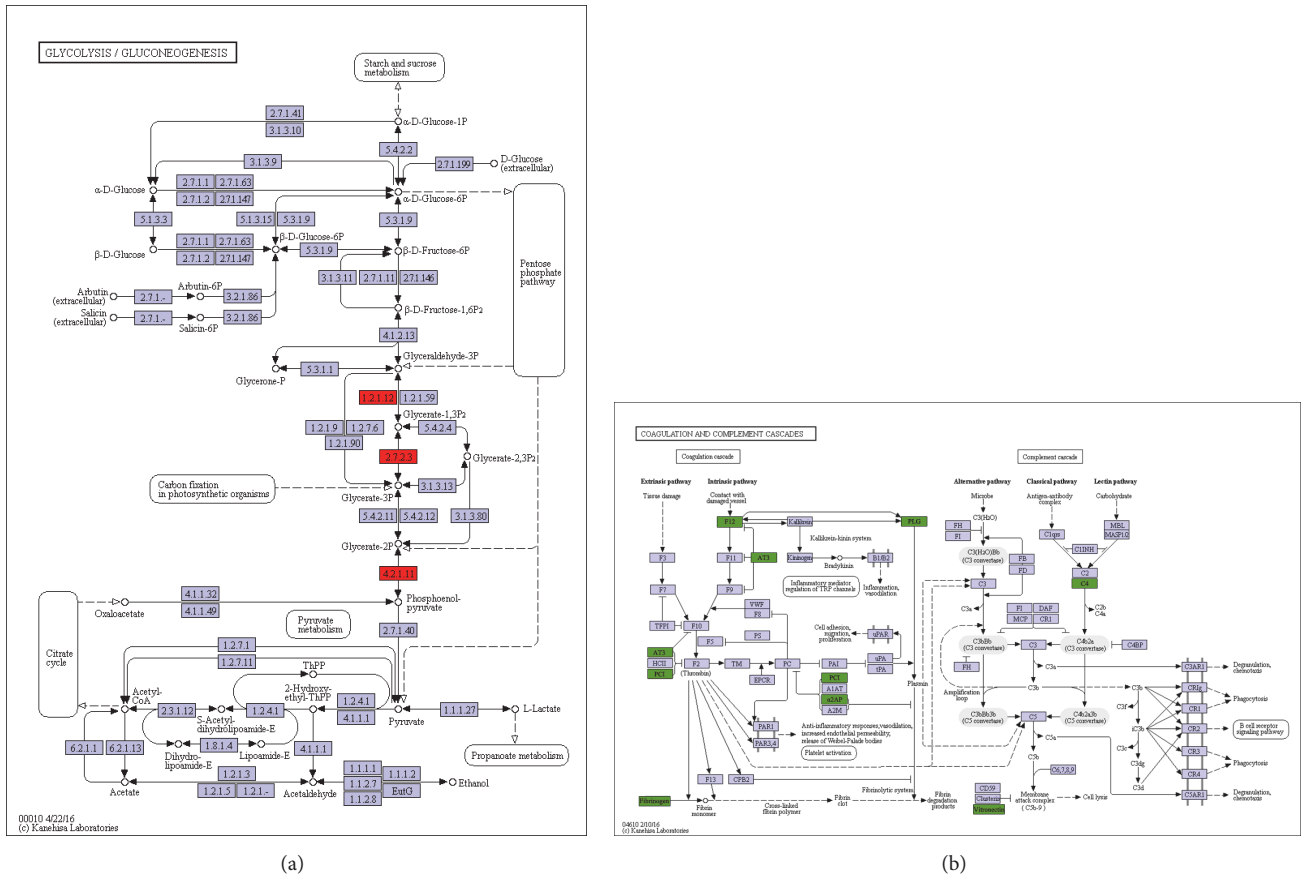 GLYCOLYSIS / GLUCONEOGENESIS
Starch and sucrose
metabolism
2.7.1.41
3.1.3.10
α-D-Glucose-1P
5.4.2.2
3.1.3.9
2.7.1.199
D-Glucose
(extracellular)
α-D-Glucose
2.7.1.1
2.7.1.63
2.7.1.2
2.7.1.147
α-D-Glucose-6P
5.1.3.3
5.1.3.15
5.3.1.9
5.3.1.9
β-D-Glucose
2.7.1.1
2.7.1.63
2.7.1.2
2.7.1.147
β-D-Glucose-6P
5.3.1.9
β-D-Fructose-6P
Pentose
phosphate
pathway
3.1.3.11
2.7.1.11
2.7.1.146
Arbutin
(extracellular)
2.7.1.-
Arbutin-6P
3.2.1.86
Salicin
(extracellular)
2.7.1.-
Salicin-6P
3.2.1.86
β-D-Fructose-1,6P2
4.1.2.13
Glyceraldehyde-3P
Glycerone-P
5.3.1.1
1.2.1.12
1.2.1.59
Glycerate-1,3P2
1.2.1.9
1.2.7.6
1.2.1.90
5.4.2.4
2.7.2.3
Glycerate-2,3P2
Carbon fixation
in photosynthetic organisms
Glycerate-3P
3.1.3.13
5.4.2.11
5.4.2.12
3.1.3.80
Glycerate-2P
4.2.1.11
Oxaloacetate
4.1.1.32
4.1.1.49
Phosphoenol-
pyruvate
Pyruvate
metabolism
2.7.1.40
Citrate
cycle
1.2.7.1
1.2.7.11
ThPP
Acetyl-
CoA
2.3.1.12
S-Acetyl-
dihydrolipoamide-E
1.2.4.1
2-Hydroxy-
ethyl-ThPP
1.2.4.1
4.1.1.1
Pyruvate
1.1.1.27
L-Lactate
6.2.1.1
6.2.1.13
Dihydro-
lipoamide-E
1.8.1.4
Lipoamide-E
4.1.1.1
Propanoate metabolism
Acetate
1.2.1.3
1.2.1.5
1.2.1.-
Acetaldehyde
1.1.1.1
1.1.1.2
1.1.2.7
EutG
1.1.2.8
Ethanol
00010 4/22/16
(c) Kanehisa Laboratories
(a)
COAGULATION AND COMPLEMENT CASCADES
Coagulation cascade
Complement cascade
Extrinsic pathway
Intrinsic pathway
Alternative pathway
Classical pathway
Lectin pathway
Tissue damage
Contact with
damaged vessel
Microbe
Antigen-antibody
complex
Carbohydrate
F12
Kallikrein
PLG
C3(H2O)
FH
FI
MBL
MASP1/2
C1qrs
Kallikrein-kinin system
F3
F11
AT3
Kininogen
Bradykinin
B1/B2
C3(H2O)Bb
(C3 convertase)
FB
FD
C1INH
C2
C4
Inflammatory mediator
regulation of TRP channels
Inflammation,
vasodilation
F7
F9
C3
C3a
C2b
C4a
VWF
F8
FI
DAF
MCP
CR1
TFPI
F10
F5
PS
Cell adhesion,
migration,
proliferation
uPAR
C3bBb
(C3 convertase)
C3
C4b2a
(C3 convertase)
C4BP
AT3
HCII
PCI
F2
(Thrombin)
TM
EPCR
PC
PAI
uPA
tPA
FH
C3a
C3AR1
Degranulation,
chemotaxis
PCI
A1AT
α2AP
A2M
Plasmin
Amplification
loop
C3b
C3b
CRIg
CR1
Phagocytosis
C3f
C3bBb3b
(C5 convertase)
C5
C4b2a3b
(C5 convertase)
iC3b
CR2
B cell receptor
signaling pathway
PAR1
PAR3,4
Anti-inflammatory responses,vasodilation,
increased endothelial permeability,
release of Weibel-Palade bodies
Platelet activation
C5a
C3c
C3dg
C3d
CR3
CR4
Phagocytosis
C5b
C6,7,8,9
C5AR1
Degranulation,
chemotaxis
F13
CPB2
Fibrinolytic system
Fibrinogen
Fibrin
monomer
Cross-linked
fibrin polymer
Fibrin
clot
Fibrin
degradation
products
CD59
Clusterin
Vitronectin
Membrane
attack complex
(C5b-9)
Cell lysis
04610 2/10/16
(c) Kanehisa Laboratories
(b)